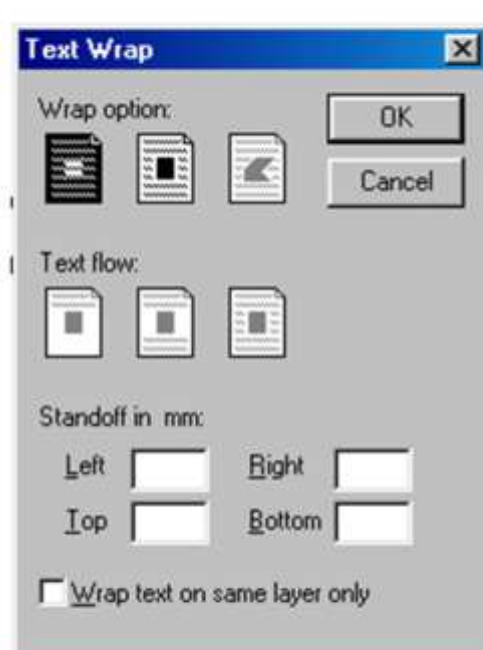 Text Wrap
Wrap option:
OK
Cancel
Text flow:
Standoff in mm:
Left Right
Top Bottom
Wrap text on same layer only